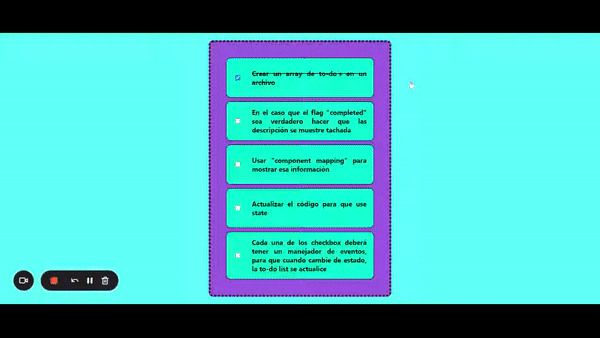 Crear un array de to-do's en un
archivo
En el caso que el flag "completed"
sea verdadero hacer que las
descripción se muestre tachada
Usar "component mapping" para
mostrar esa información
Actualizar el código para que use
state
Cada una de los checkbox deberá
tener un manejador de eventos,
para que cuando cambie de estado,
la to-do list se actualice